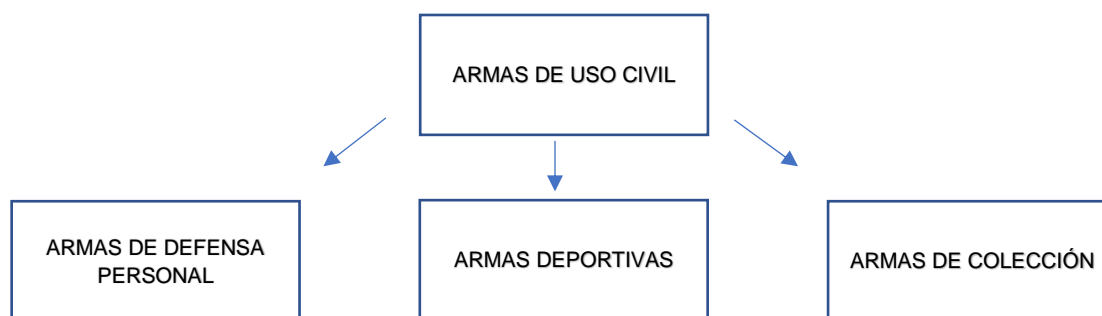 ARMAS DE USO CIVIL
ARMAS DE DEFENSA
PERSONAL
ARMAS DEPORTIVAS
ARMAS DE COLECCIÓN